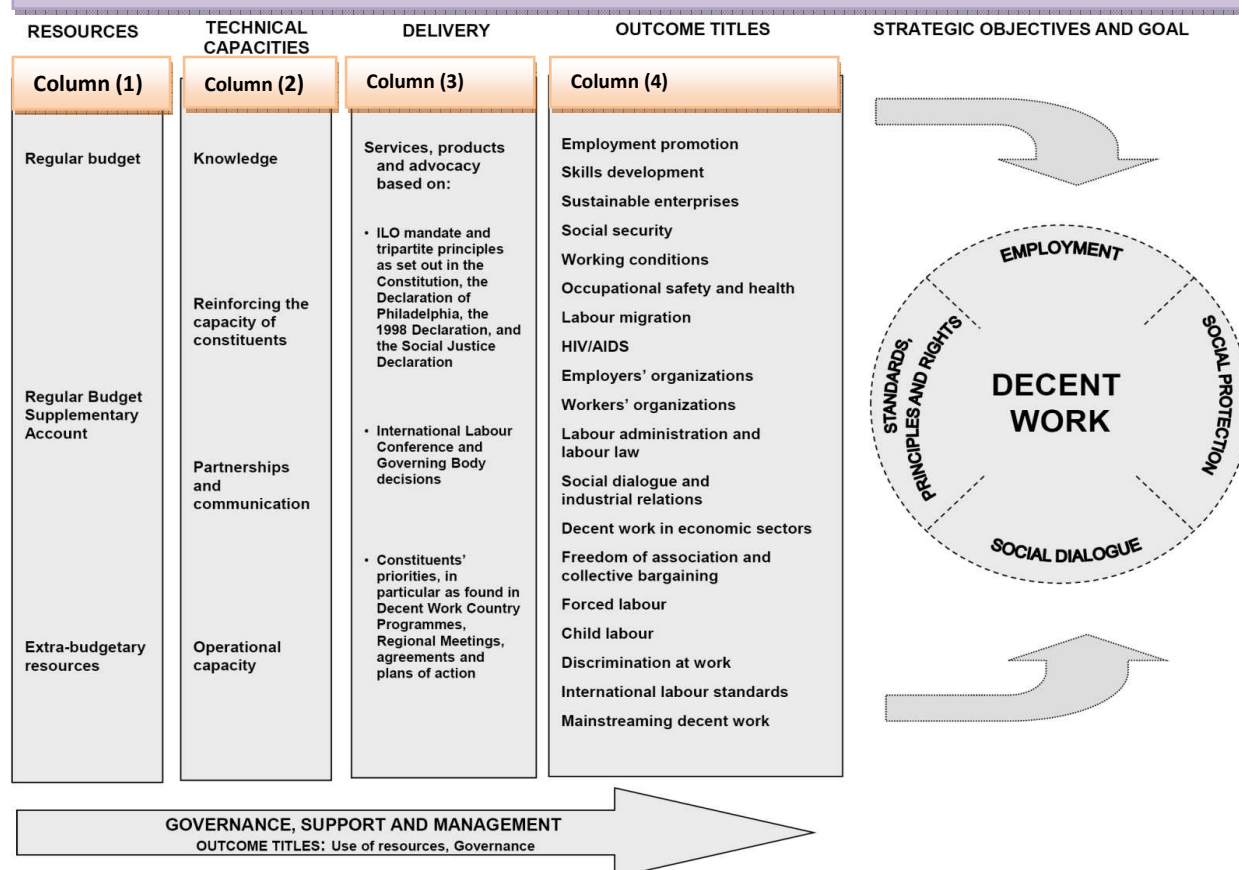 RESOURCES
TECHNICAL
CAPACITIES
DELIVERY
OUTCOME TITLES
STRATEGIC OBJECTIVES AND GOAL
Column (1)
Regular budget
Regular Budget
Supplementary
Account
Extra-budgetary
resources
Column (2)
Knowledge
Reinforcing the
capacity of
constituents
Partnerships
and
communication
Operational
capacity
Column (3)
Services, products
and advocacy
based on:
• ILO mandate and
tripartite principles
as set out in the
Constitution, the
Declaration of
Philadelphia, the
1998 Declaration, and
the Social Justice
Declaration
• International Labour
Conference and
Governing Body
decisions
• Constituents'
priorities, in
particular as found in
Decent Work Country
Programmes,
Regional Meetings,
agreements and
plans of action
Column (4)
Employment promotion
Skills development
Sustainable enterprises
Social security
Working conditions
Occupational safety and health
Labour migration
HIV/AIDS
Employers' organizations
Workers' organizations
Labour administration and
labour law
Social dialogue and
industrial relations
Decent work in economic sectors
Freedom of association and
collective bargaining
Forced labour
Child labour
Discrimination at work
International labour standards
Mainstreaming decent work
EMPLOYMENT
STANDARDS,
PRINCIPLES AND RIGHTS
DECENT
WORK
SOCIAL PROTECTION
SOCIAL DIALOGUE
GOVERNANCE, SUPPORT AND MANAGEMENT
OUTCOME TITLES: Use of resources, Governance